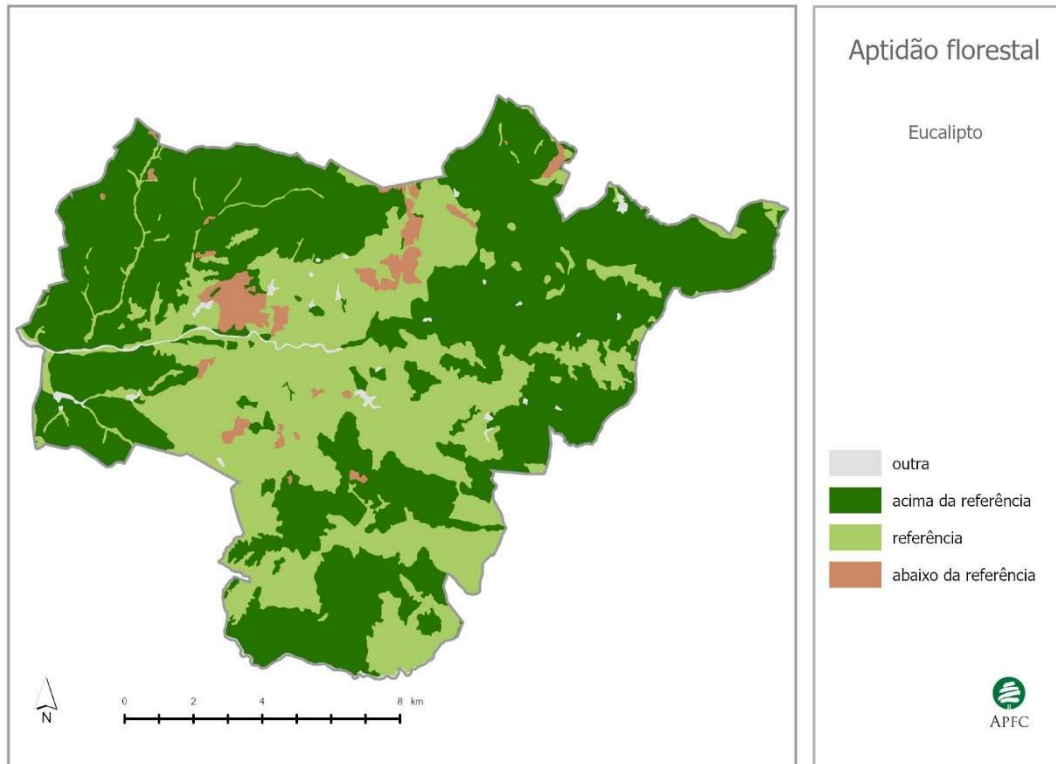 Aptidão florestal
Eucalipto
outra
acima da referência
referência
abaixo da referência
N
0 2 4 8 km
APFC